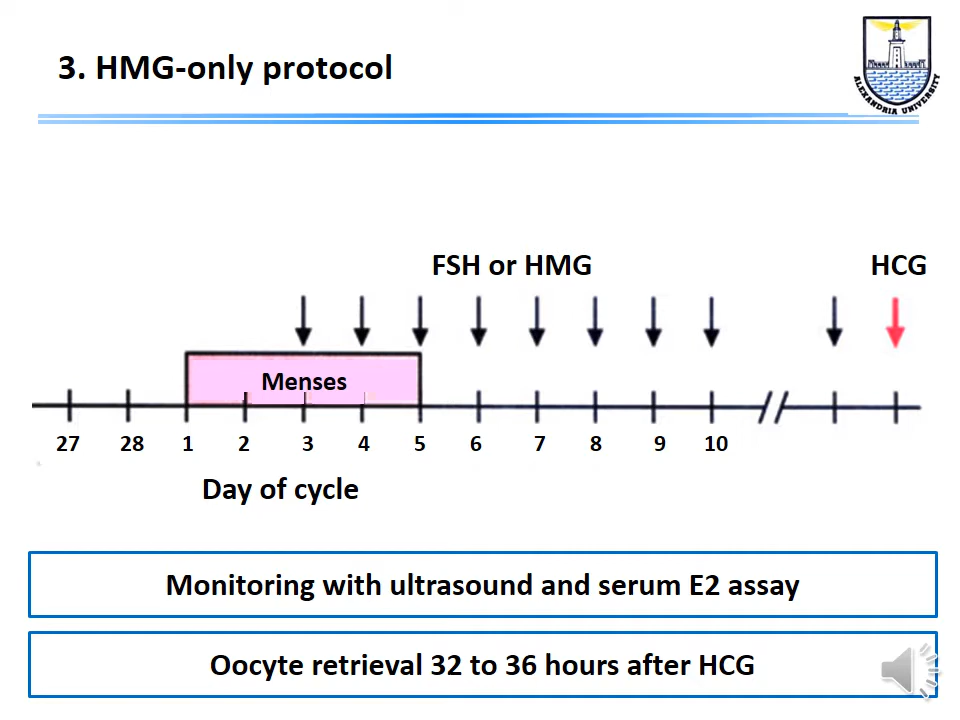 3. HMG-only protocol
ALEXANDRIA UNIVERSITY
FSH or HMG
HCG
Menses
27 28 1 2 3 4 5 6 7 8 9 10
Day of cycle
Monitoring with ultrasound and serum E2 assay
Oocyte retrieval 32 to 36 hours after HCG